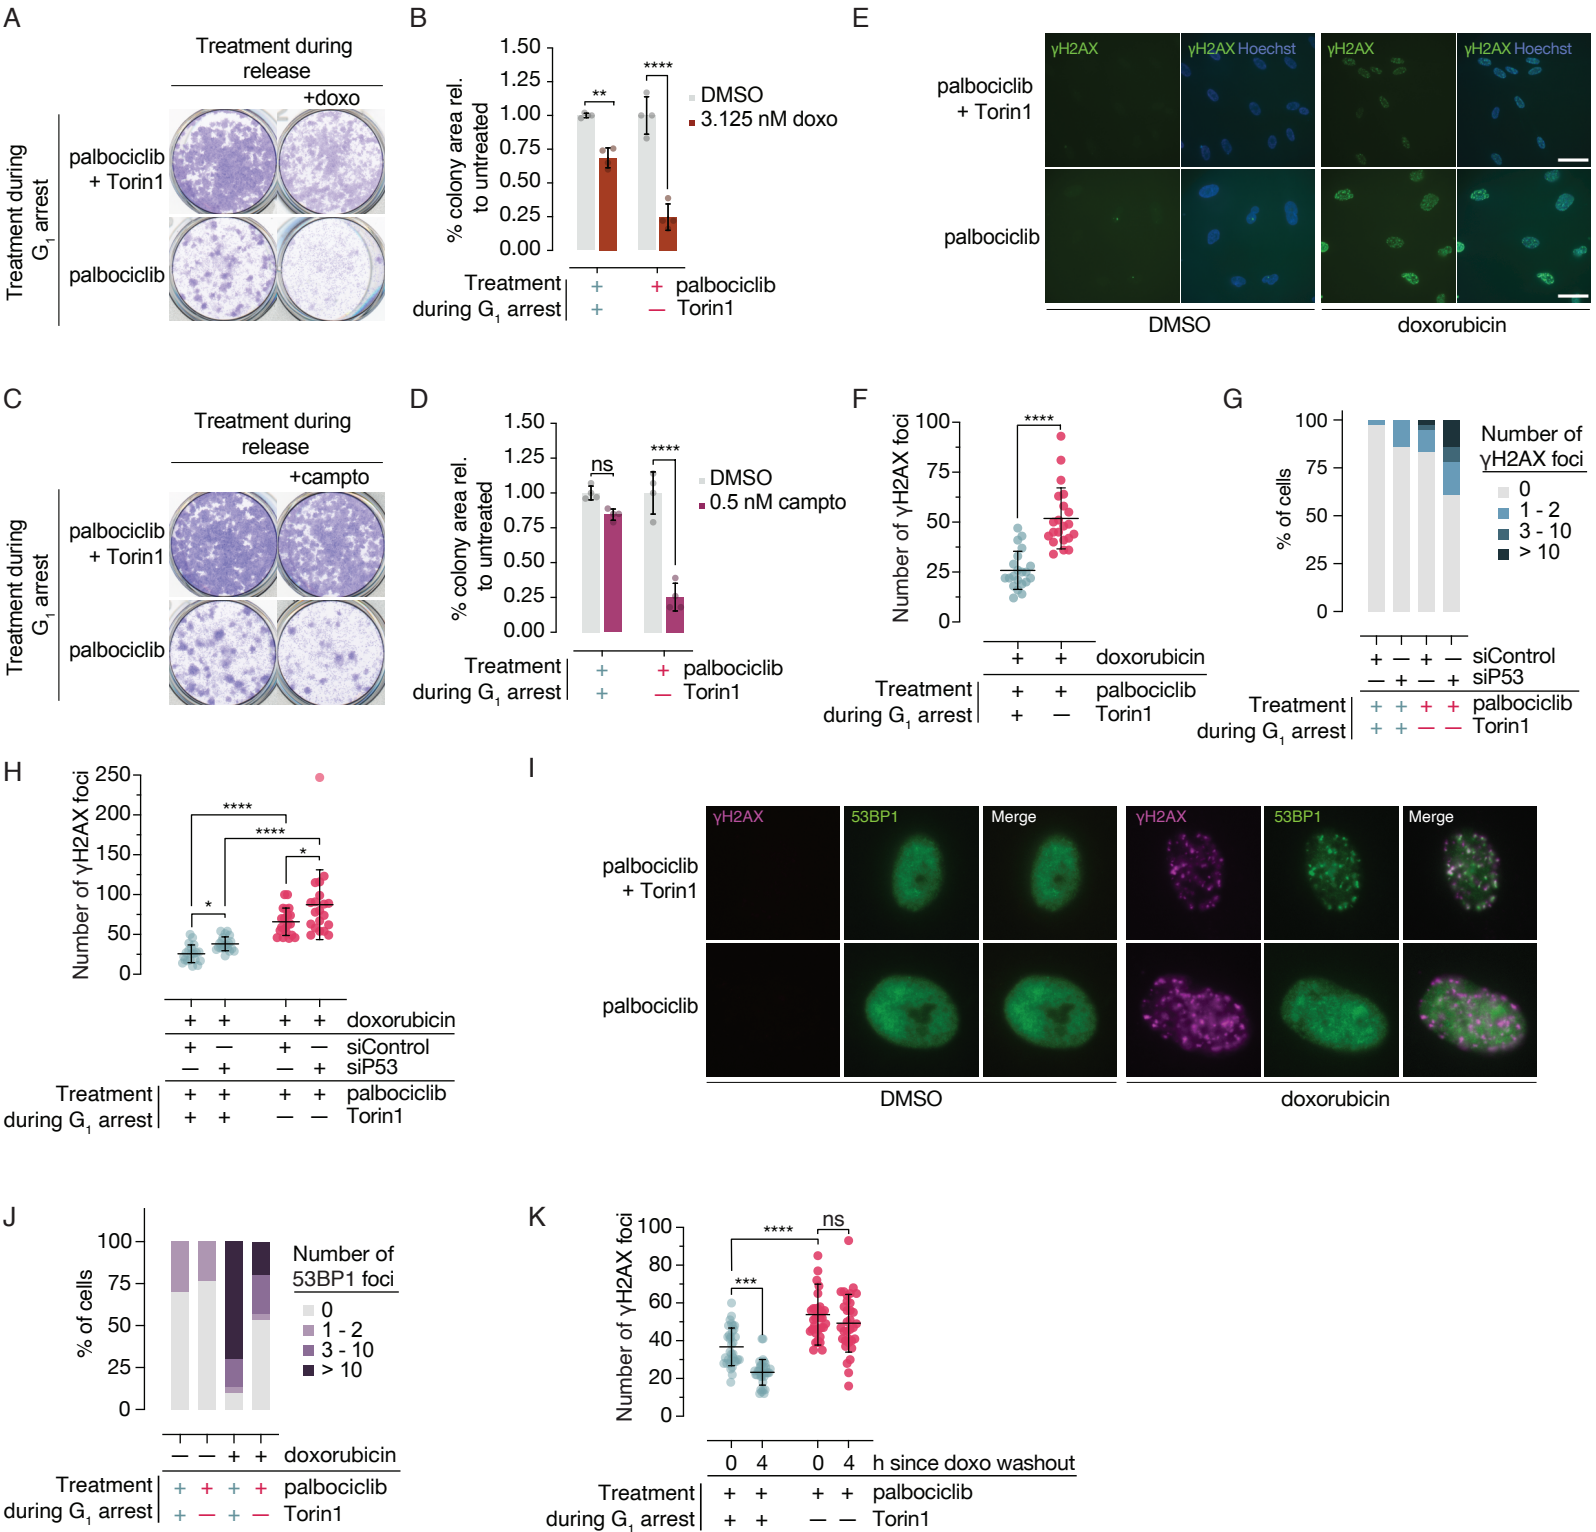 A
Treatment during
release
+doxo
Treatment during
G1 arrest
palbociclib
+ Torin1
palbociclib
B
% colony area rel.
to untreated
1.50
1.25
1.00
0.75
0.50
0.25
0.00
**
****
DMSO
3.125 nM doxo
Treatment
during G1 arrest
+ + palbociclib
+ — Torin1
E
γH2AX
γH2AX Hoechst
γH2AX
γH2AX Hoechst
palbociclib
+ Torin1
palbociclib
DMSO
doxorubicin
C
Treatment during
release
+campto
Treatment during
G1 arrest
palbociclib
+ Torin1
palbociclib
D
% colony area rel.
to untreated
1.50
1.25
1.00
0.75
0.50
0.25
0.00
ns
****
DMSO
0.5 nM campto
Treatment
during G1 arrest
+ + palbociclib
+ — Torin1
F
Number of γH2AX foci
100
75
50
25
0
****
+ + doxorubicin
Treatment
during G1 arrest
+ + palbociclib
+ — Torin1
G
% of cells
100
75
50
25
0
Number of
γH2AX foci
0
1 - 2
3 - 10
> 10
+ — + — siControl
— + — + siP53
Treatment
during G1 arrest
+ + + + palbociclib
+ + — — Torin1
H
Number of γH2AX foci
250
200
150
100
50
0
****
****
*
*
+ + + + doxorubicin
+ — + — siControl
— + — + siP53
Treatment
during G1 arrest
+ + + + palbociclib
+ + — — Torin1
I
γH2AX
53BP1
Merge
γH2AX
53BP1
Merge
palbociclib
+ Torin1
palbociclib
DMSO
doxorubicin
J
% of cells
100
75
50
25
0
Number of
53BP1 foci
0
1 - 2
3 - 10
> 10
— — + + doxorubicin
Treatment
during G1 arrest
+ + + + palbociclib
+ — + — Torin1
K
Number of γH2AX foci
100
80
60
40
20
0
****
ns
***
0 4 0 4 h since doxo washout
Treatment
during G1 arrest
+ + + + palbociclib
+ + — — Torin1